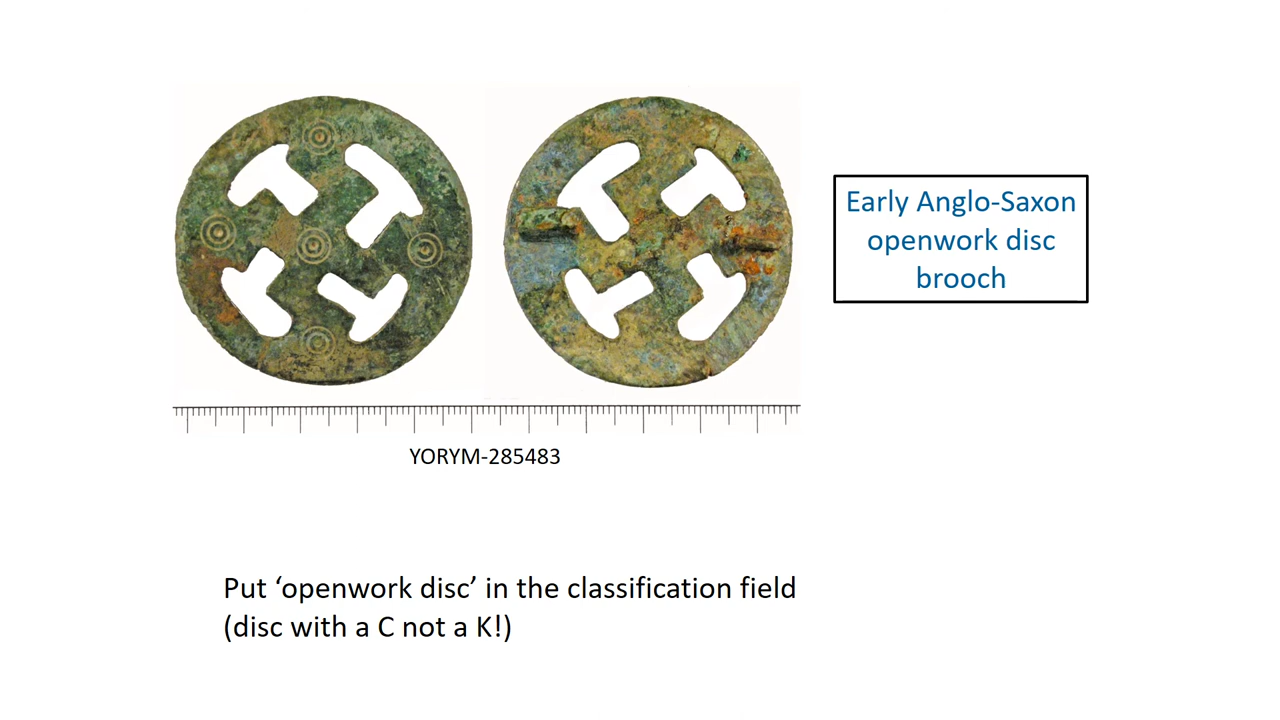 Early Anglo-Saxon
openwork disc
brooch
YORYM-285483
Put ‘openwork disc’ in the classification field
(disc with a C not a K!)